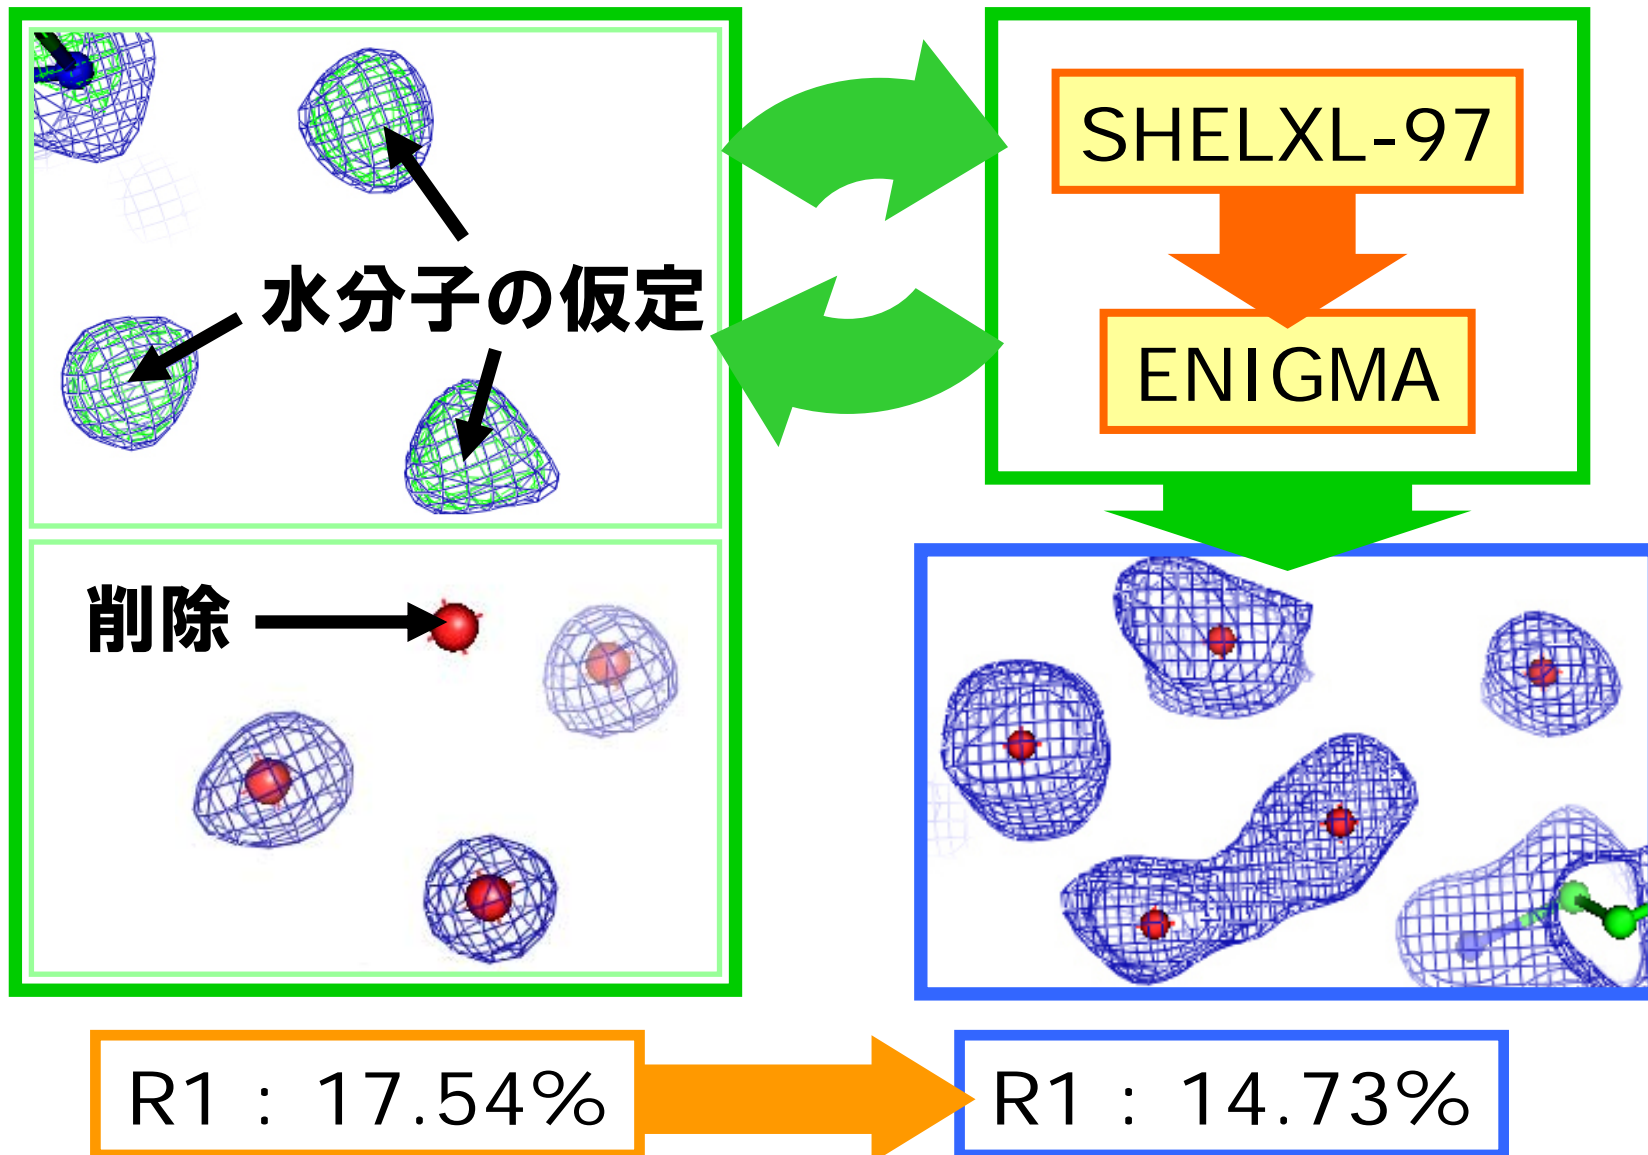 水分子の仮定
削除
SHELXL-97
ENIGMA
R1 : 17.54%
R1 : 14.73%